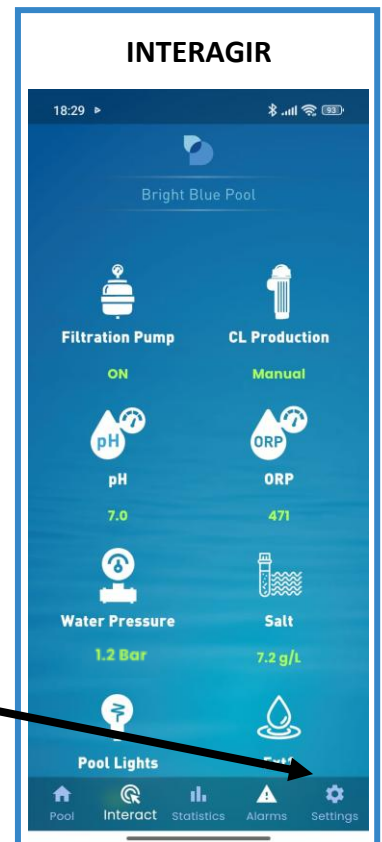 INTERAGIR
18:29
93
Bright Blue Pool
Filtration Pump CL Production
ON Manual
pH ORP
pH ORP
7.0 471
Water Pressure Salt
1.2 Bar 7.2 g/L
Pool Lights
Pool Interact Statistics Alarms Settings